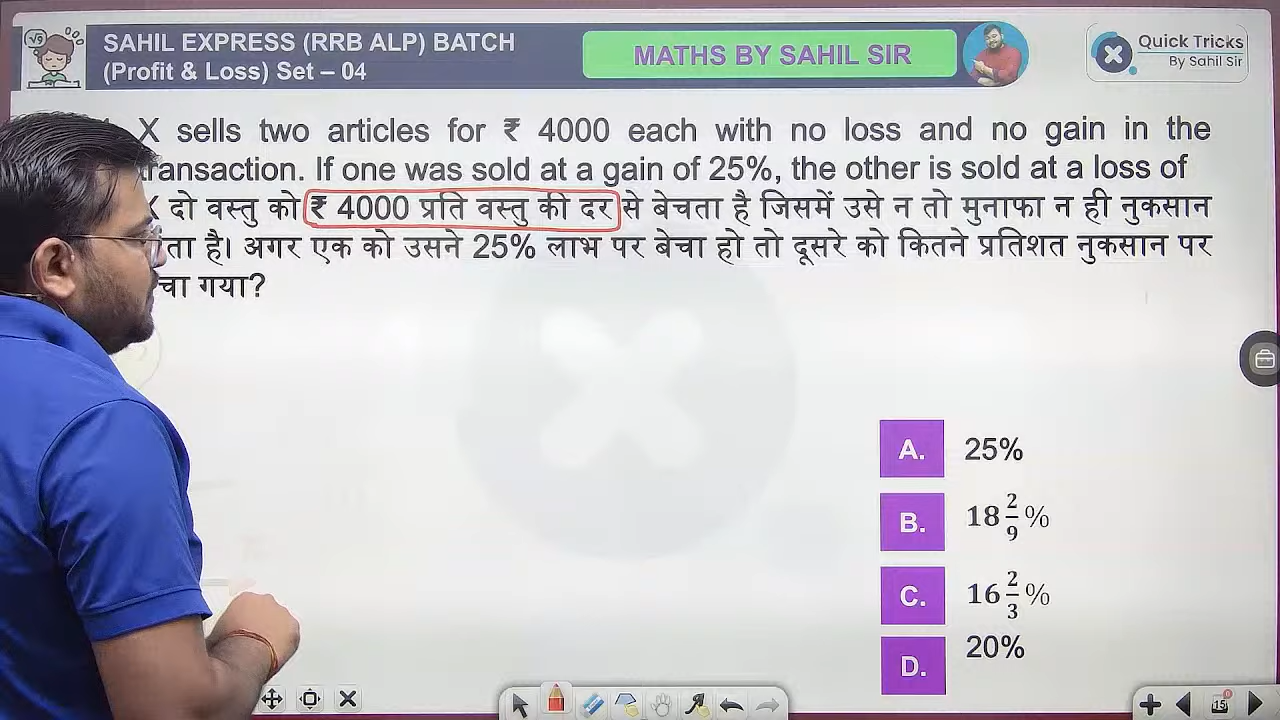 SAHIL EXPRESS (RRB ALP) BATCH
(Profit & Loss) Set – 04
MATHS BY SAHIL SIR
Quick Tricks
By Sahil Sir
X sells two articles for ₹ 4000 each with no loss and no gain in the
transaction. If one was sold at a gain of 25%, the other is sold at a loss of
X दो वस्तु को ₹ 4000 प्रति वस्तु की दर से बेचता है जिसमें उसे न तो मुनाफा न ही नुकसान
है। अगर एक को उसने 25% लाभ पर बेचा हो तो दूसरे को कितने प्रतिशत नुकसान पर
गया?
A. 25%
B. 18 2/9 %
C. 16 2/3 %
D. 20%
15